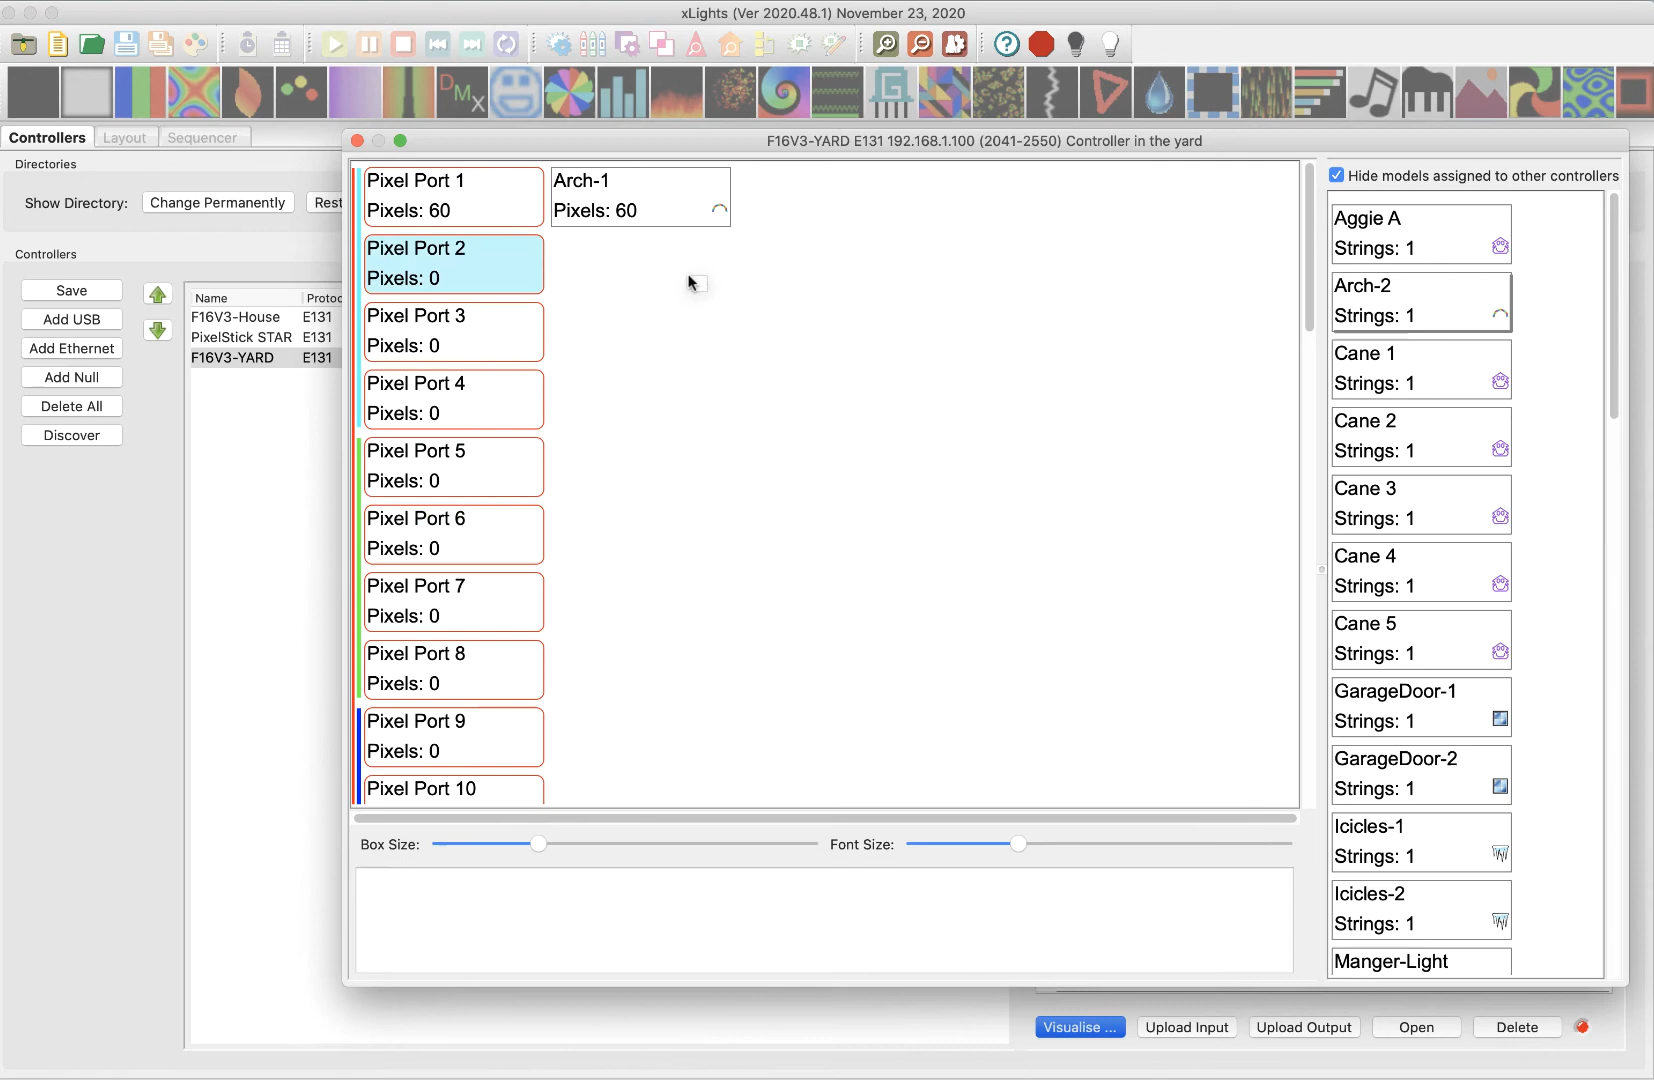 xLights (Ver 2020.48.1) November 23, 2020
DMX
Controllers
Layout
Sequencer
F16V3-YARD E131 192.168.1.100 (2041-2550) Controller in the yard
Directories
Show Directory:
Change Permanently
Rest
Controllers
Save
Add USB
Add Ethernet
Add Null
Delete All
Discover
Name
Protoc
F16V3-House E131
PixelStick STAR E131
F16V3-YARD E131
Pixel Port 1
Pixels: 60
Arch-1
Pixels: 60
Pixel Port 2
Pixels: 0
Pixel Port 3
Pixels: 0
Pixel Port 4
Pixels: 0
Pixel Port 5
Pixels: 0
Pixel Port 6
Pixels: 0
Pixel Port 7
Pixels: 0
Pixel Port 8
Pixels: 0
Pixel Port 9
Pixels: 0
Pixel Port 10
Box Size:
Font Size:
Hide models assigned to other controllers
Aggie A
Strings: 1
Arch-2
Strings: 1
Cane 1
Strings: 1
Cane 2
Strings: 1
Cane 3
Strings: 1
Cane 4
Strings: 1
Cane 5
Strings: 1
GarageDoor-1
Strings: 1
GarageDoor-2
Strings: 1
Icicles-1
Strings: 1
Icicles-2
Strings: 1
Manger-Light
Visualise ...
Upload Input
Upload Output
Open
Delete